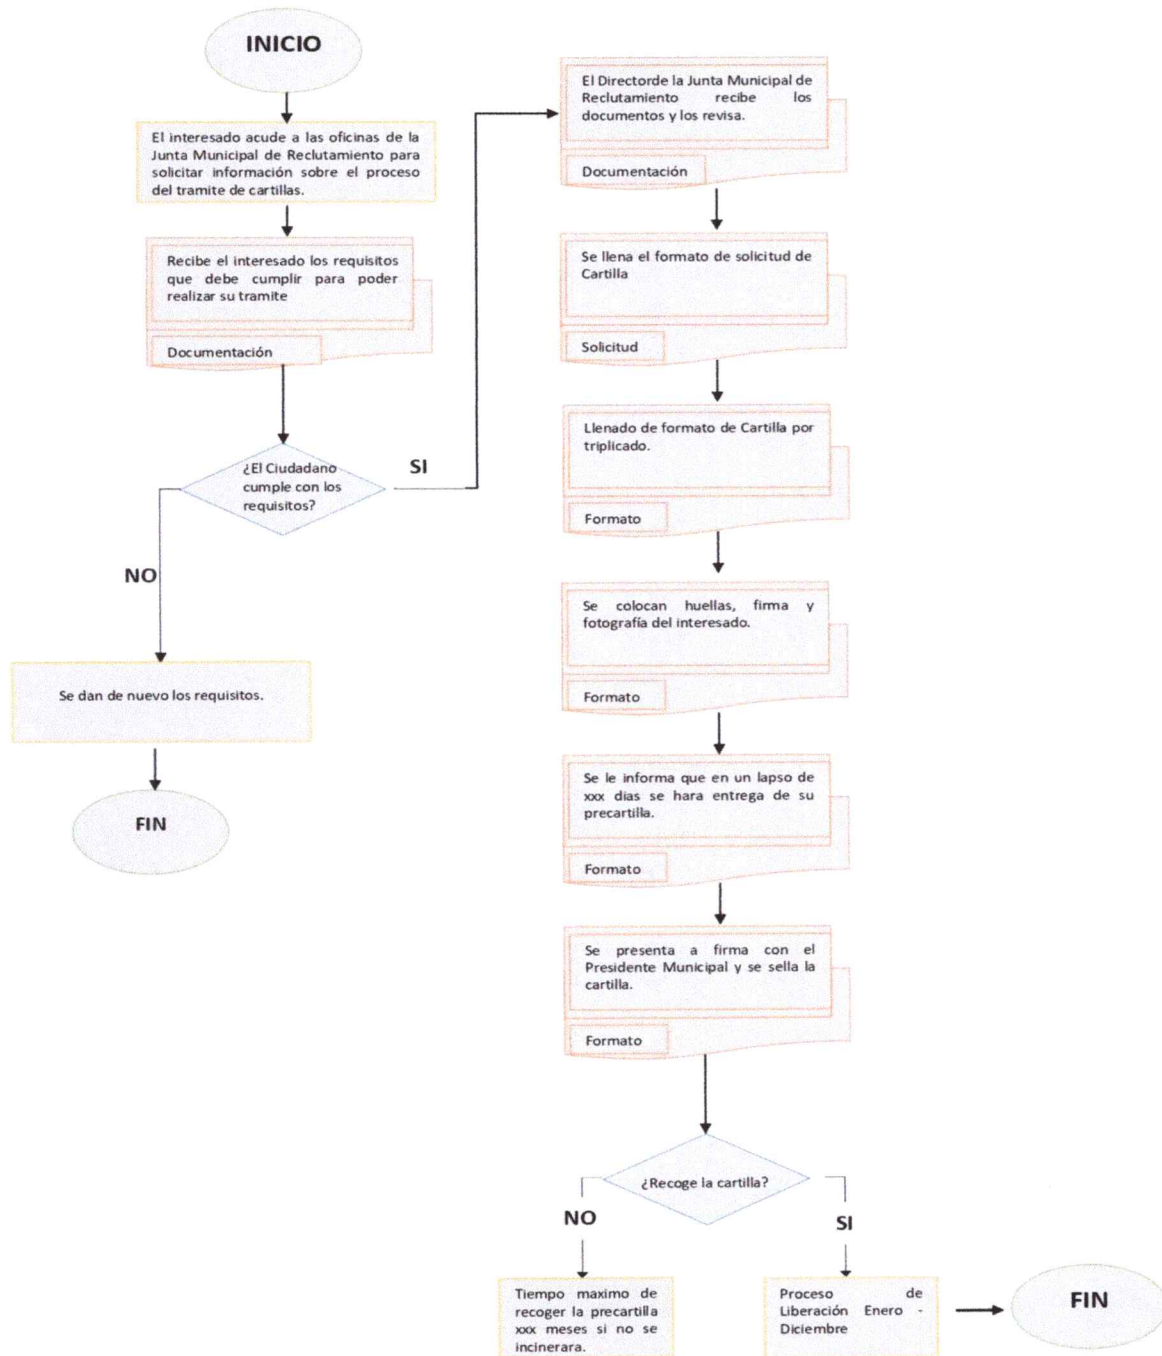 INICIO
El interesado acude a las oficinas de la
Junta Municipal de Reclutamiento para
solicitar información sobre el proceso
del tramite de cartillas.
Recibe el interesado los requisitos
que debe cumplir para poder
realizar su tramite
Documentación
¿El Ciudadano
cumple con los
requisitos?
SI
NO
Se dan de nuevo los requisitos.
FIN
El Directorde la Junta Municipal de
Reclutamiento recibe los
documentos y los revisa.
Documentación
Se llena el formato de solicitud de
Cartilla
Solicitud
Llenado de formato de Cartilla por
triplicado.
Formato
Se colocan huellas, firma y
fotografía del interesado.
Formato
Se le informa que en un lapso de
xxx dias se hara entrega de su
precartilla.
Formato
Se presenta a firma con el
Presidente Municipal y se sella la
cartilla.
Formato
¿Recoge la cartilla?
NO
SI
Tiempo maximo de
recoger la precartilla
xxx meses si no se
incinerara.
Proceso de
Liberación Enero -
Diciembre
FIN